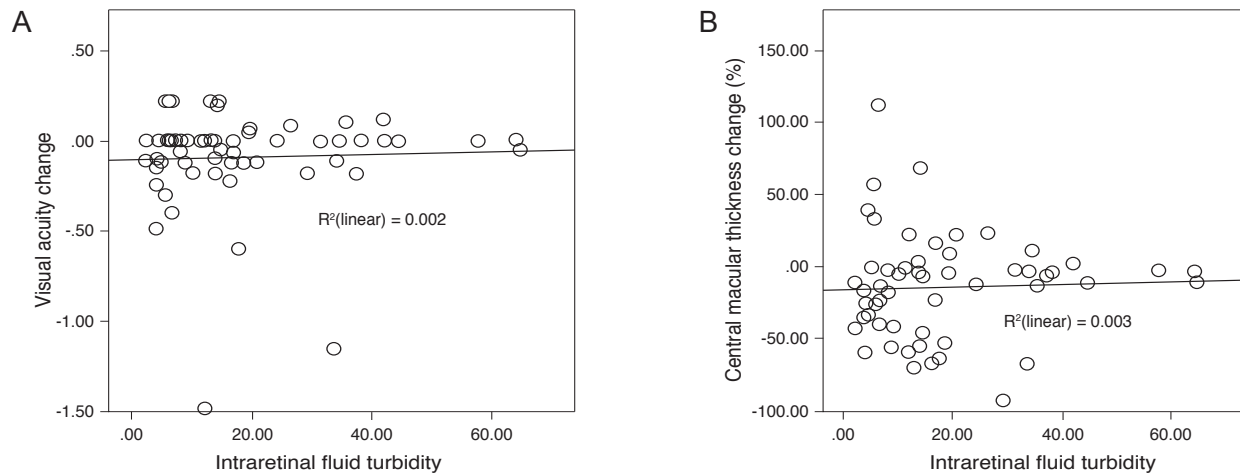 A
.50
.00
-.50
-1.00
-1.50
Visual acuity change
R²(linear) = 0.002
.00 20.00 40.00 60.00
Intraretinal fluid turbidity
B
150.00
100.00
50.00
.00
-50.00
-100.00
Central macular thickness change (%)
R²(linear) = 0.003
.00 20.00 40.00 60.00
Intraretinal fluid turbidity